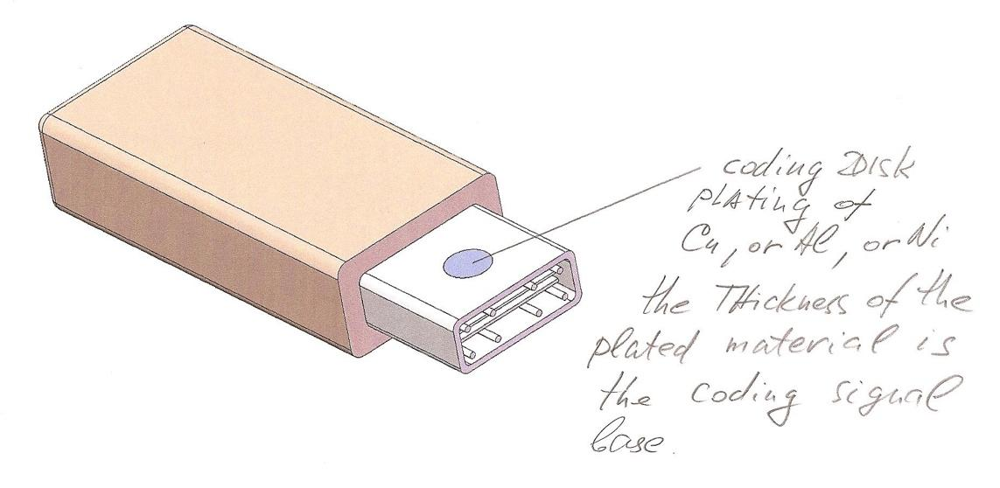 coding DIsk
plating of
Cu, or Al, or Ni
the THickness of the
plated material is
the coding signal
base.